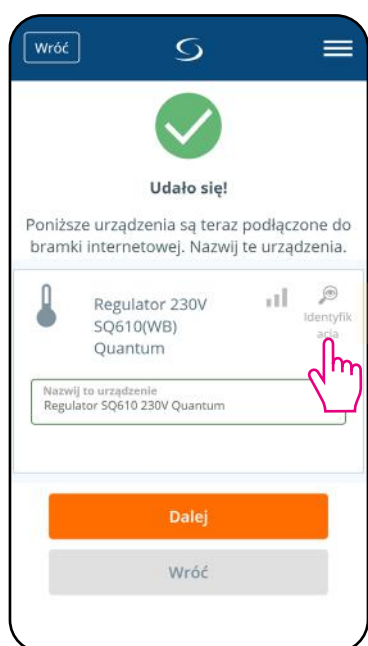 Wróć
Udało się!
Poniższe urządzenia są teraz podłączone do
bramki internetowej. Nazwij te urządzenia.
Regulator 230V
SQ610(WB)
Quantum
Identyfik
acja
Nazwij to urządzenie
Regulator SQ610 230V Quantum
Dalej
Wróć